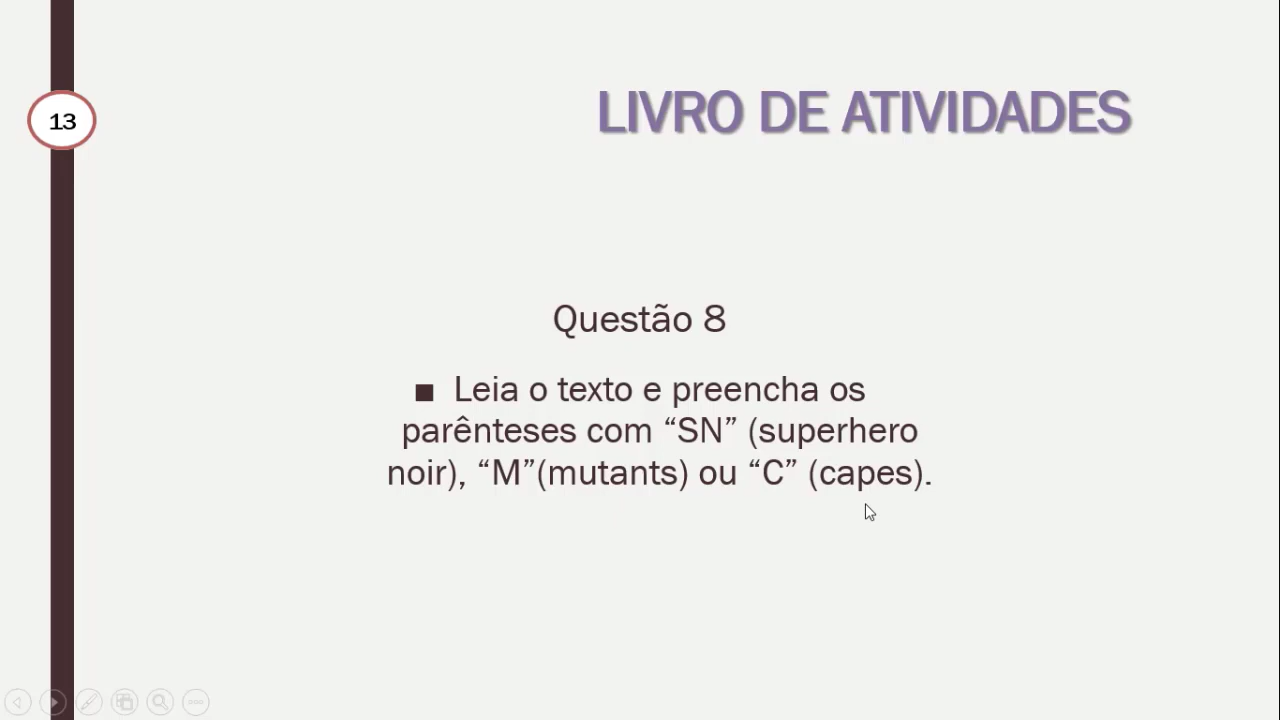 13
LIVRO DE ATIVIDADES
Questão 8
▪ Leia o texto e preencha os
parênteses com “SN” (superhero
noir), “M”(mutants) ou “C” (capes).